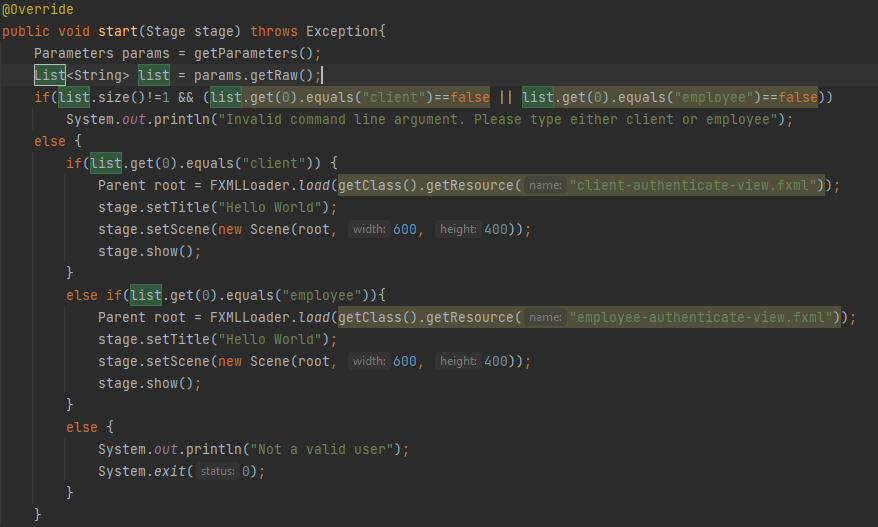 @Override
public void start(Stage stage) throws Exception{
    Parameters params = getParameters();
    List<String> list = params.getRaw();
    if(list.size()!=1 && (list.get(0).equals("client")==false || list.get(0).equals("employee")==false))
        System.out.println("Invalid command line argument. Please type either client or employee");
    else {
        if(list.get(0).equals("client")) {
            Parent root = FXMLLoader.load(getClass().getResource( name: "client-authenticate-view.fxml"));
            stage.setTitle("Hello World");
            stage.setScene(new Scene(root, width: 600, height: 400));
            stage.show();
        }
        else if(list.get(0).equals("employee")){
            Parent root = FXMLLoader.load(getClass().getResource( name: "employee-authenticate-view.fxml"));
            stage.setTitle("Hello World");
            stage.setScene(new Scene(root, width: 600, height: 400));
            stage.show();
        }
        else {
            System.out.println("Not a valid user");
            System.exit( status: 0);
        }
    }